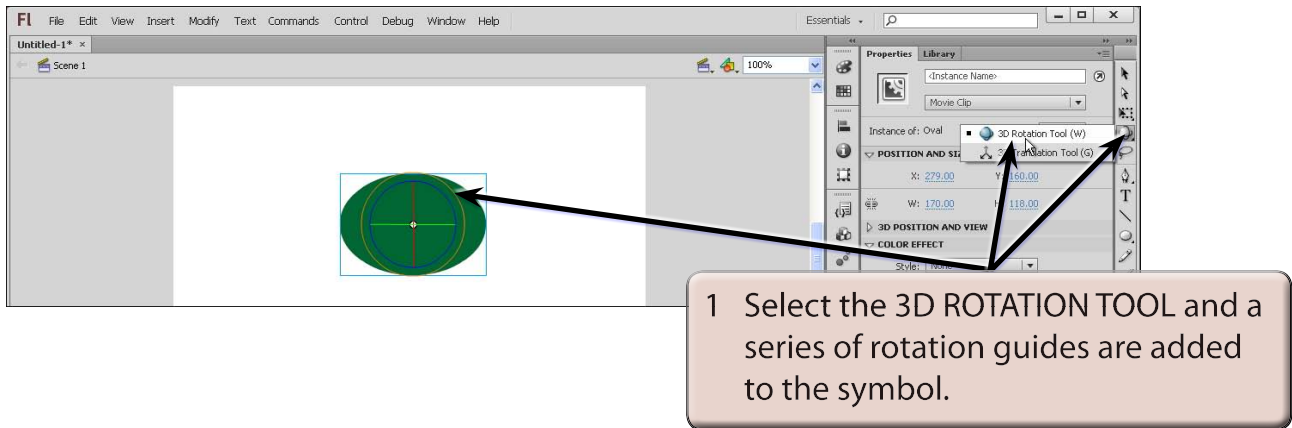 Fl File Edit View Insert Modify Text Commands Control Debug Window Help Essentials
Untitled-1* ×
Scene 1 100%
Properties Library
<Instance Name>
Movie Clip
Instance of: Oval
3D Rotation Tool (W)
POSITION AND
Translation Tool (G)
X: 279.00 Y: 160.00
W: 170.00 H: 118.00
3D POSITION AND VIEW
COLOR EFFECT
Style: None
1 Select the 3D ROTATION TOOL and a
series of rotation guides are added
to the symbol.